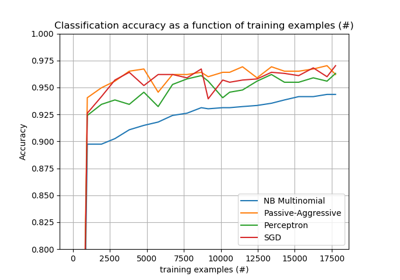 Classification accuracy as a function of training examples (#)
1.000
0.975
0.950
0.925
0.900
0.875
0.850
0.825
0.800
Accuracy
NB Multinomial
Passive-Aggressive
Perceptron
SGD
0 2500 5000 7500 10000 12500 15000 17500
training examples (#)